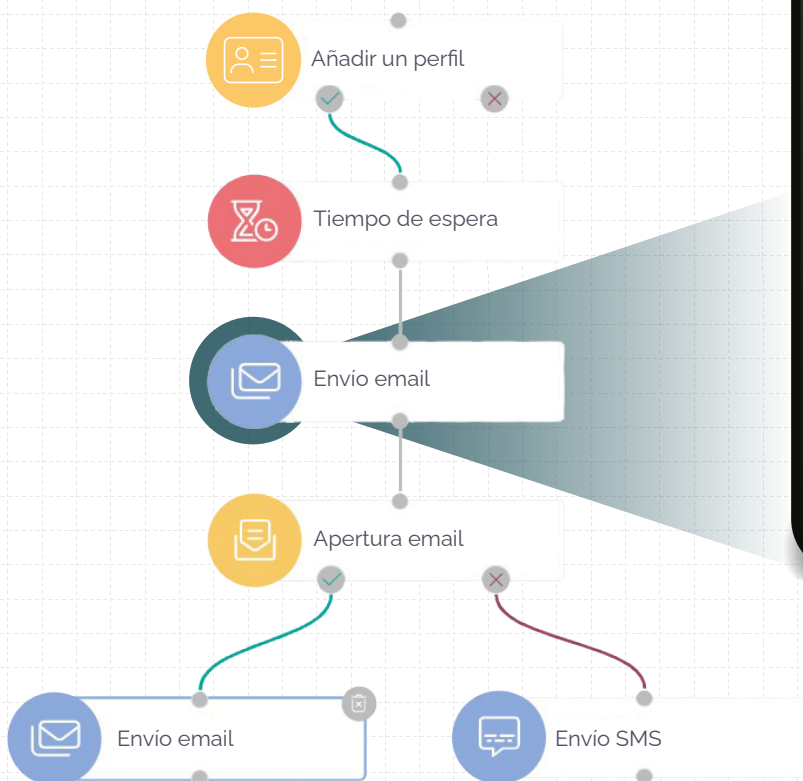 Añadir un perfil
Tiempo de espera
Envío email
Apertura email
Envío email
Envío SMS